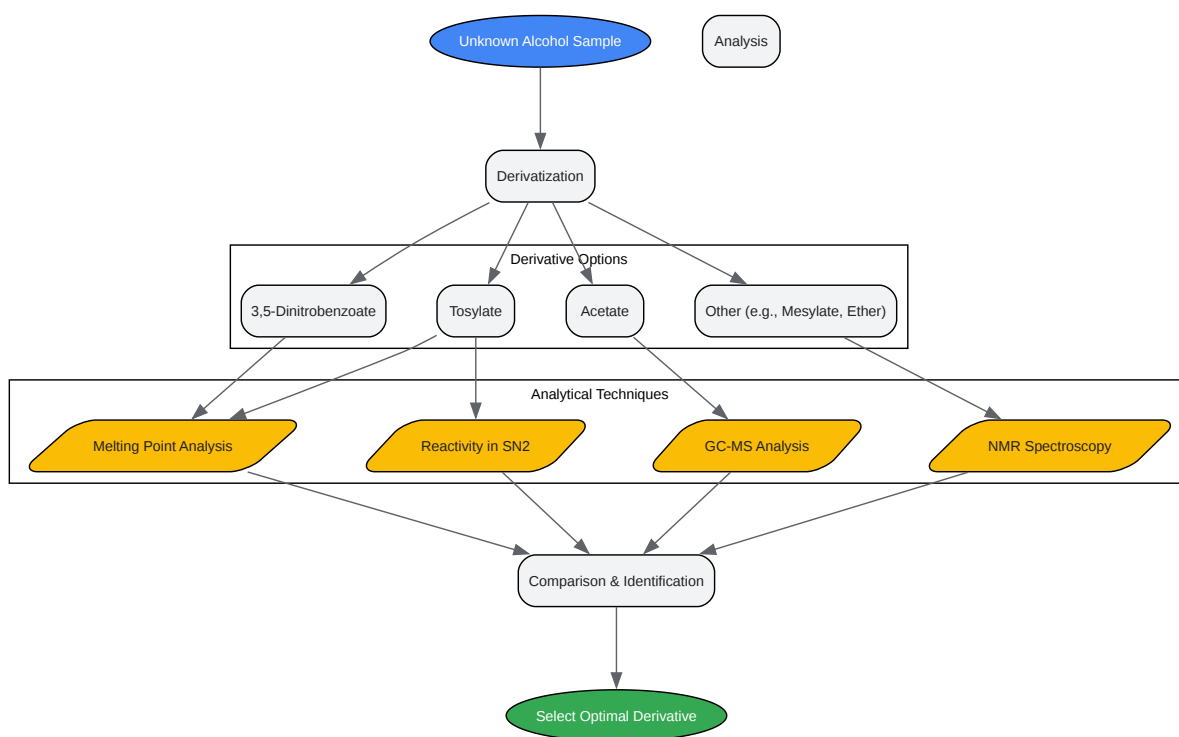 Unknown Alcohol Sample
Analysis
Derivatization
Derivative Options
3,5-Dinitrobenzoate
Tosylate
Acetate
Other (e.g., Mesylate, Ether)
Analytical Techniques
Melting Point Analysis
Reactivity in SN2
GC-MS Analysis
NMR Spectroscopy
Comparison & Identification
Select Optimal Derivative